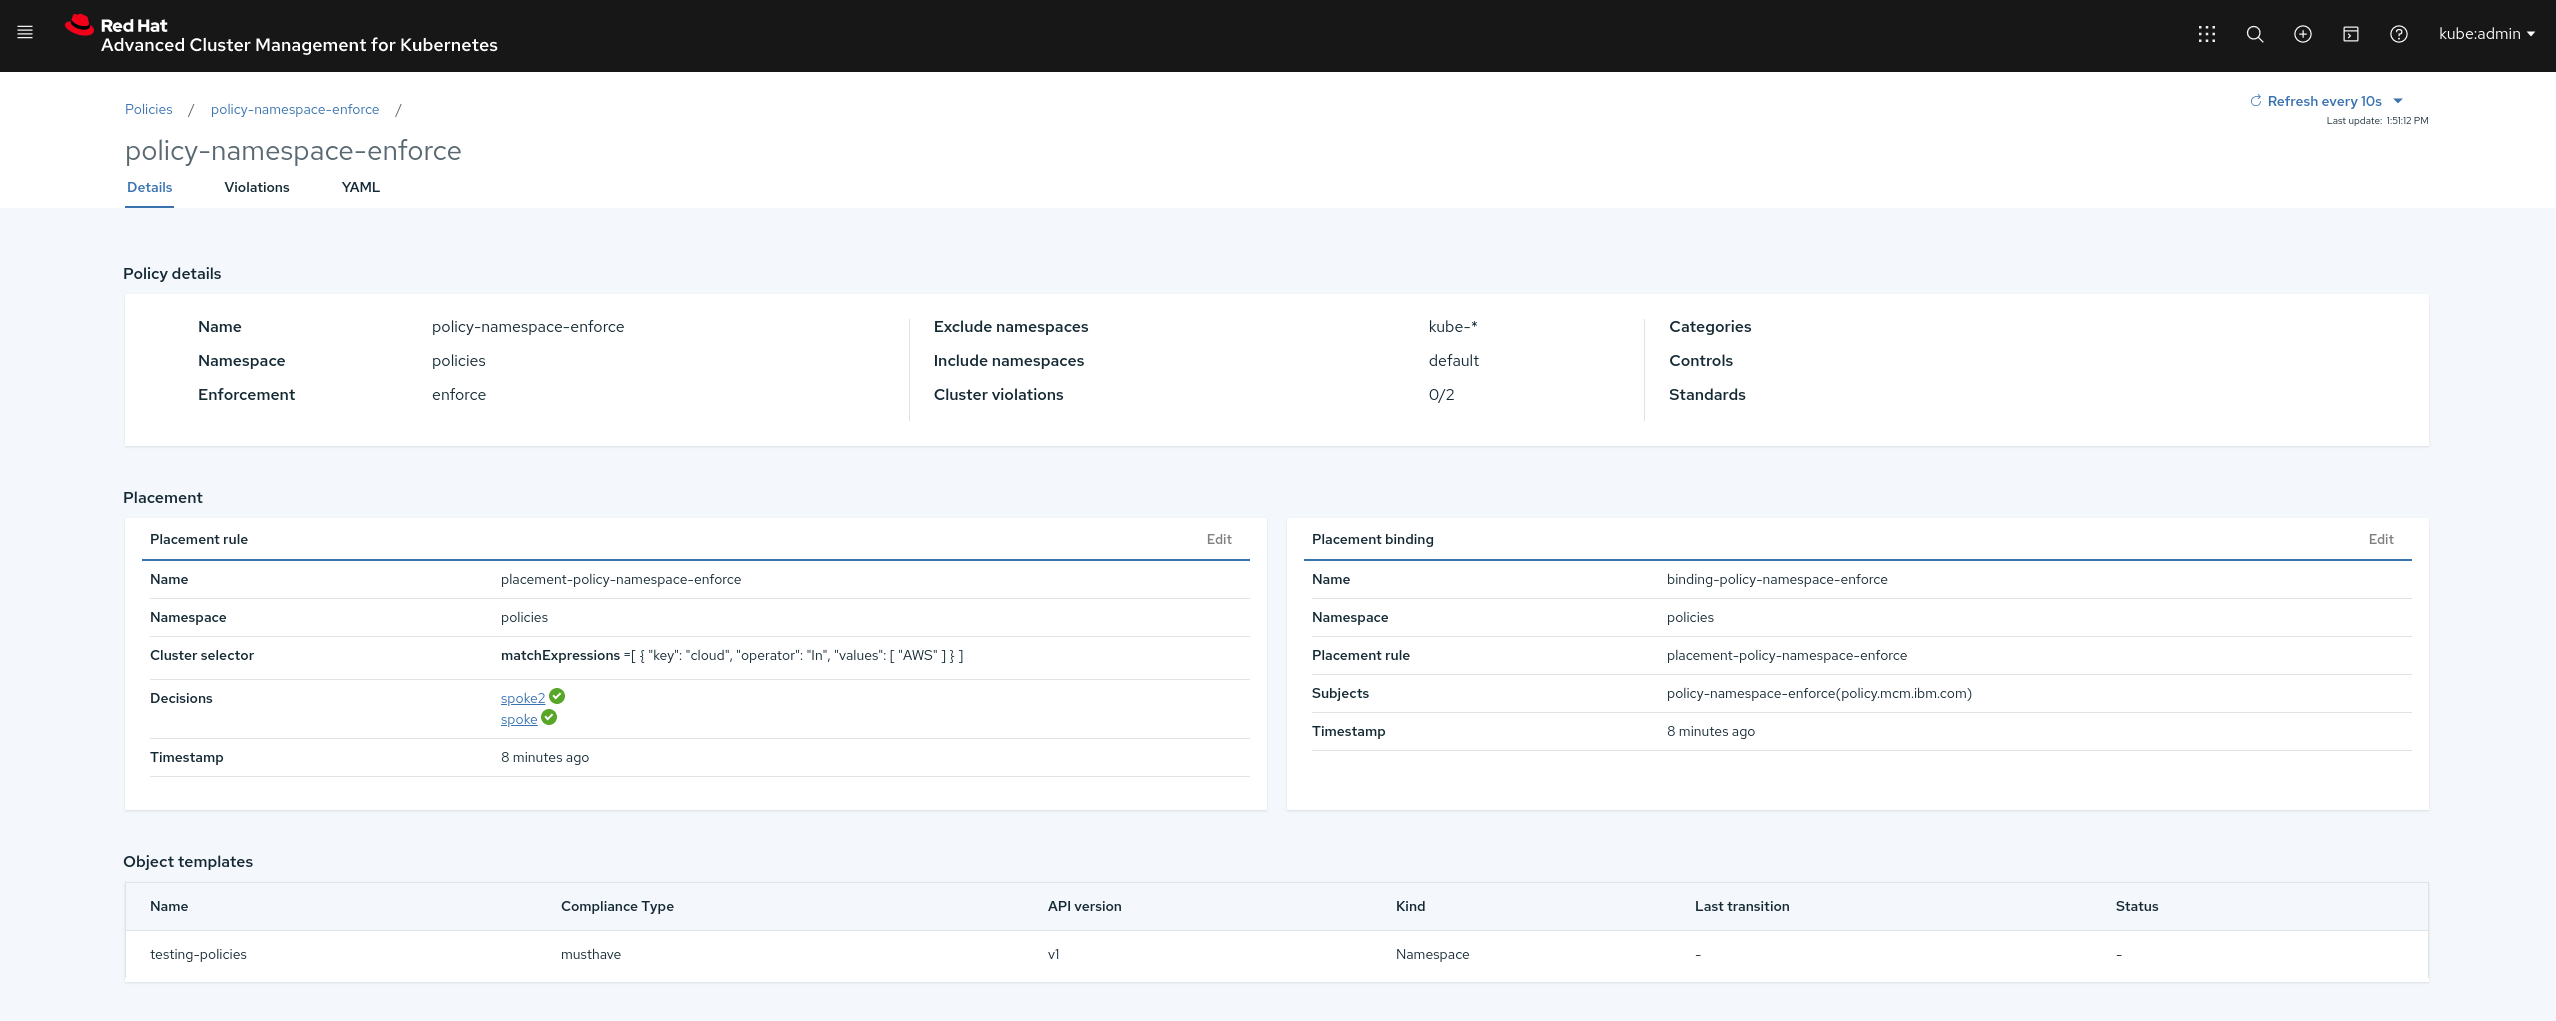 Red Hat
Advanced Cluster Management for Kubernetes
kube:admin
Policies / policy-namespace-enforce /
Refresh every 10s
Last update: 1:51:12 PM
policy-namespace-enforce
Details Violations YAML
Policy details
Name policy-namespace-enforce Exclude namespaces kube-* Categories
Namespace policies Include namespaces default Controls
Enforcement enforce Cluster violations 0/2 Standards
Placement
Placement rule Edit
Name placement-policy-namespace-enforce
Namespace policies
Cluster selector matchExpressions =[ { "key": "cloud", "operator": "In", "values": [ "AWS" ] } ]
Decisions spoke2
spoke
Timestamp 8 minutes ago
Placement binding Edit
Name binding-policy-namespace-enforce
Namespace policies
Placement rule placement-policy-namespace-enforce
Subjects policy-namespace-enforce(policy.mcm.ibm.com)
Timestamp 8 minutes ago
Object templates
Name Compliance Type API version Kind Last transition Status
testing-policies musthave v1 Namespace - -